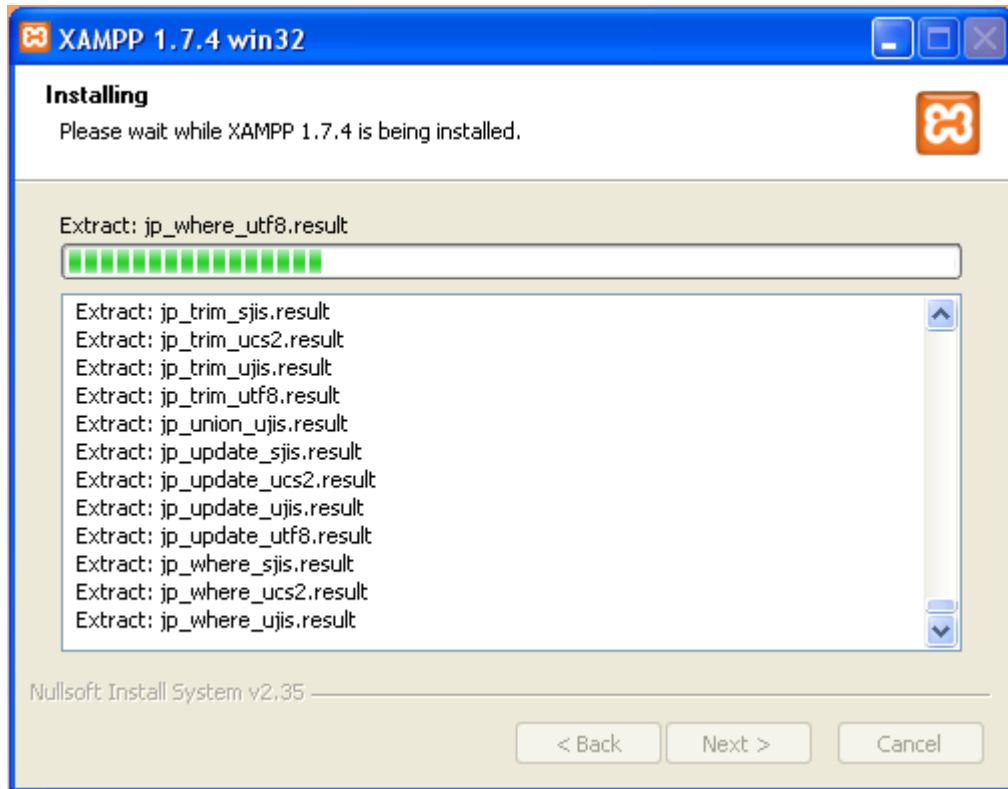 XAMPP 1.7.4 win32
Installing
Please wait while XAMPP 1.7.4 is being installed.
Extract: jp_where_utf8.result
Extract: jp_trim_sjis.result
Extract: jp_trim_ucs2.result
Extract: jp_trim_ujis.result
Extract: jp_trim_utf8.result
Extract: jp_union_ujis.result
Extract: jp_update_sjis.result
Extract: jp_update_ucs2.result
Extract: jp_update_ujis.result
Extract: jp_update_utf8.result
Extract: jp_where_sjis.result
Extract: jp_where_ucs2.result
Extract: jp_where_ujis.result
Nullsoft Install System v2.35
< Back
Next >
Cancel